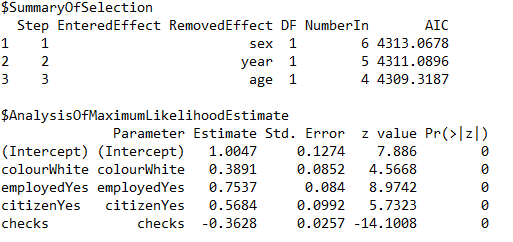 $SummaryOfSelection
  Step EnteredEffect RemovedEffect DF NumberIn       AIC
1    1                         sex  1        6 4313.0678
2    2                        year  1        5 4311.0896
3    3                         age  1        4 4309.3187

$AnalysisOfMaximumLikelihoodEstimate
              Parameter Estimate Std. Error  z value Pr(>|z|)
(Intercept) (Intercept)   1.0047     0.1274    7.886        0
colourWhite colourWhite   0.3891     0.0852   4.5668        0
employedYes employedYes   0.7537      0.084   8.9742        0
citizenYes   citizenYes   0.5684     0.0992   5.7323        0
checks           checks  -0.3628     0.0257 -14.1008        0